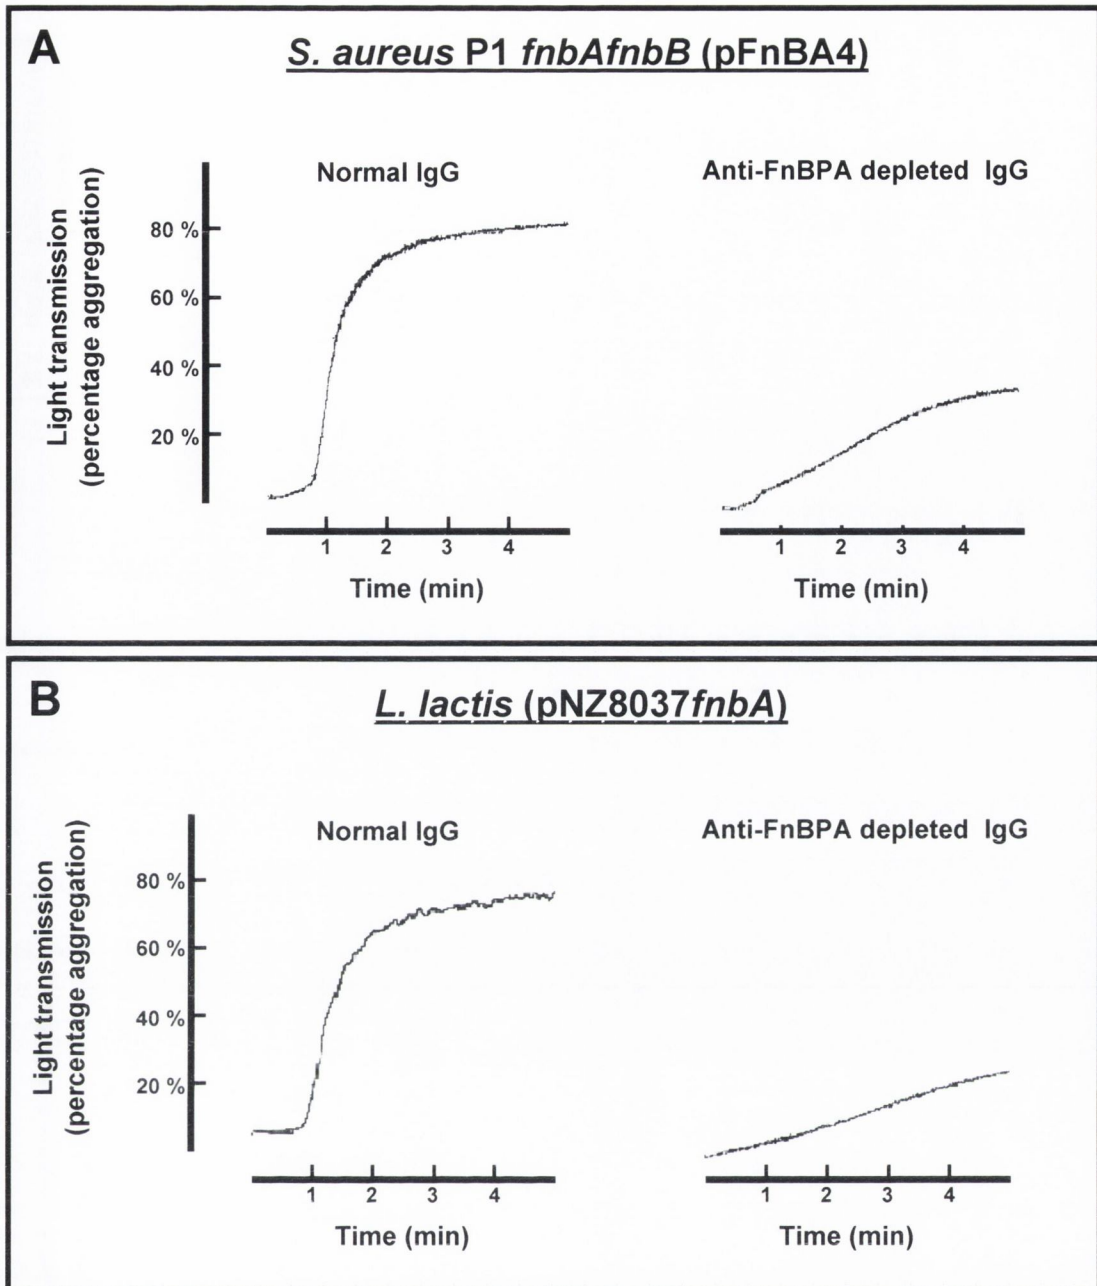 A
S. aureus P1 fnbAfnbB (pFnBA4)
Normal IgG
Anti-FnBPA depleted IgG
Light transmission
(percentage aggregation)
80 %
60 %
40 %
20 %
1 2 3 4
1 2 3 4
Time (min)
Time (min)
B
L. lactis (pNZ8037fnbA)
Normal IgG
Anti-FnBPA depleted IgG
Light transmission
(percentage aggregation)
80 %
60 %
40 %
20 %
1 2 3 4
1 2 3 4
Time (min)
Time (min)